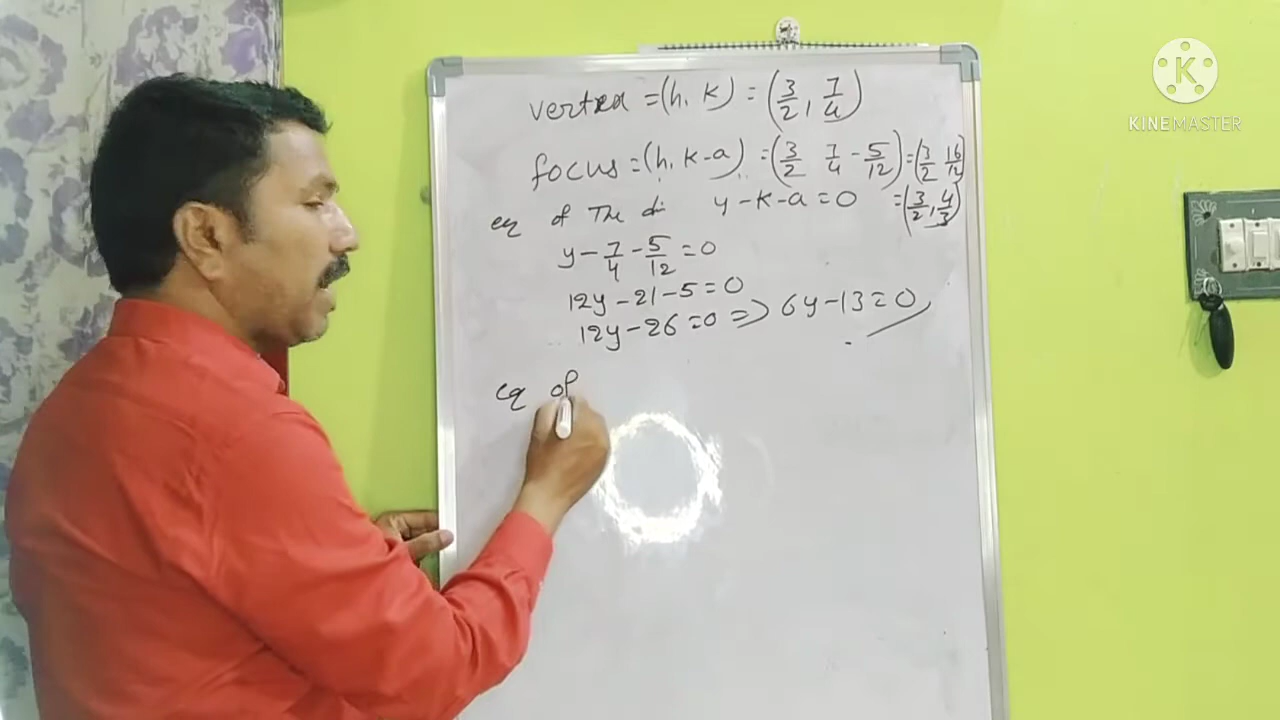 vertex = (h, k) = (3/2, 7/4)
focus = (h, k-a) = (3/2 7/4 - 5/12) = (3/2 16/12)
eq of The di y - k - a = 0 = (3/2, 4/3)
y - 7/4 - 5/12 = 0
12y - 21 - 5 = 0
12y - 26 = 0 => 6y - 13 = 0
eq of
K
KINEMASTER